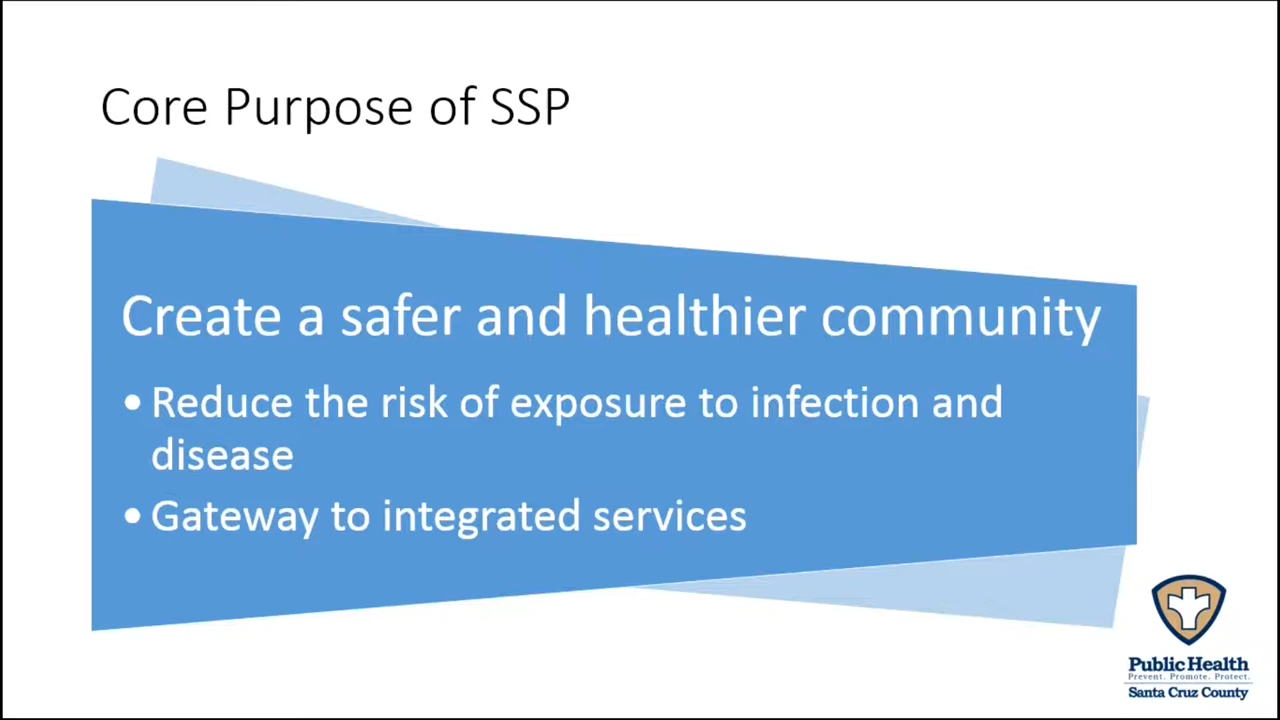 Core Purpose of SSP
Create a safer and healthier community
• Reduce the risk of exposure to infection and
disease
• Gateway to integrated services
Public Health
Prevent. Promote. Protect.
Santa Cruz County